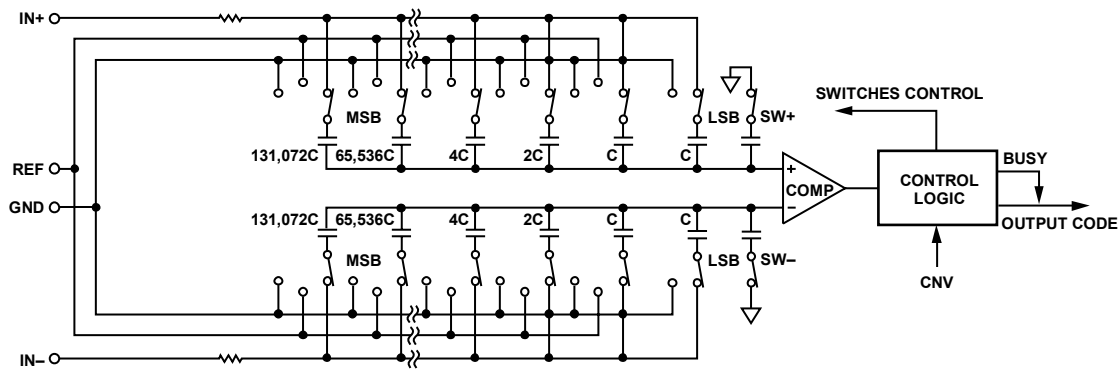 IN+
MSB
LSB
SW+
SWITCHES CONTROL
131,072C
65,536C
4C
2C
C
C
BUSY
REF
COMP
CONTROL
LOGIC
GND
+
–
OUTPUT CODE
131,072C
65,536C
4C
2C
C
C
MSB
LSB
SW–
CNV
IN–